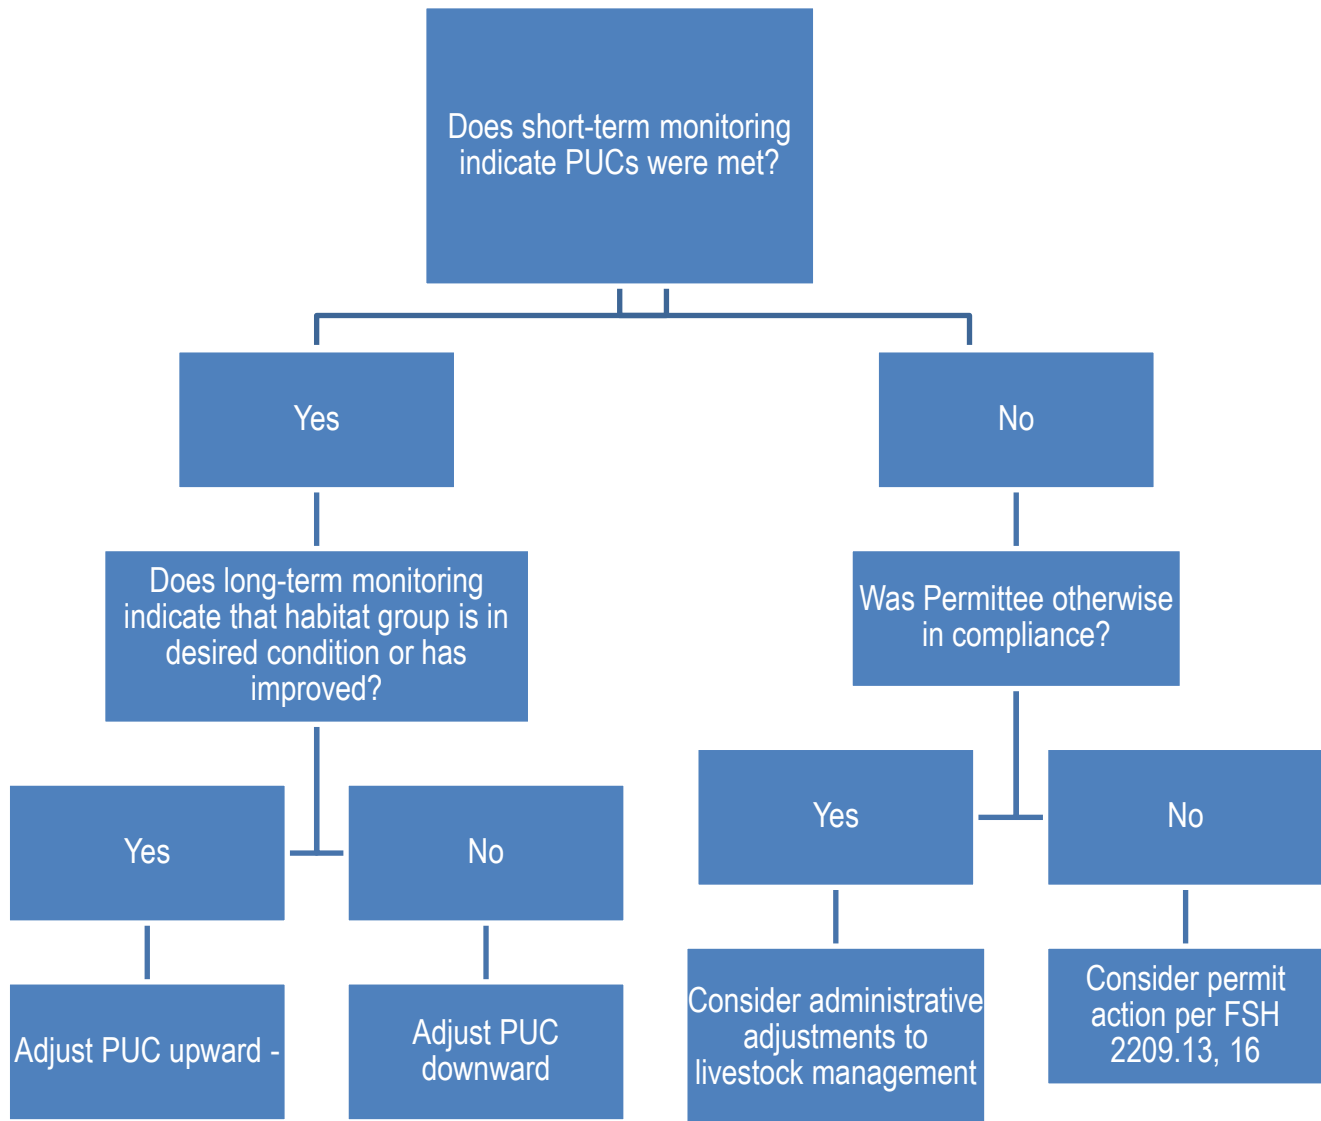 Does short-term monitoring
indicate PUCs were met?
Yes
No
Does long-term monitoring
indicate that habitat group is in
desired condition or has
improved?
Was Permittee otherwise
in compliance?
Yes
No
Yes
No
Adjust PUC upward -
Adjust PUC
downward
Consider administrative
adjustments to
livestock management
Consider permit
action per FSH
2209.13, 16